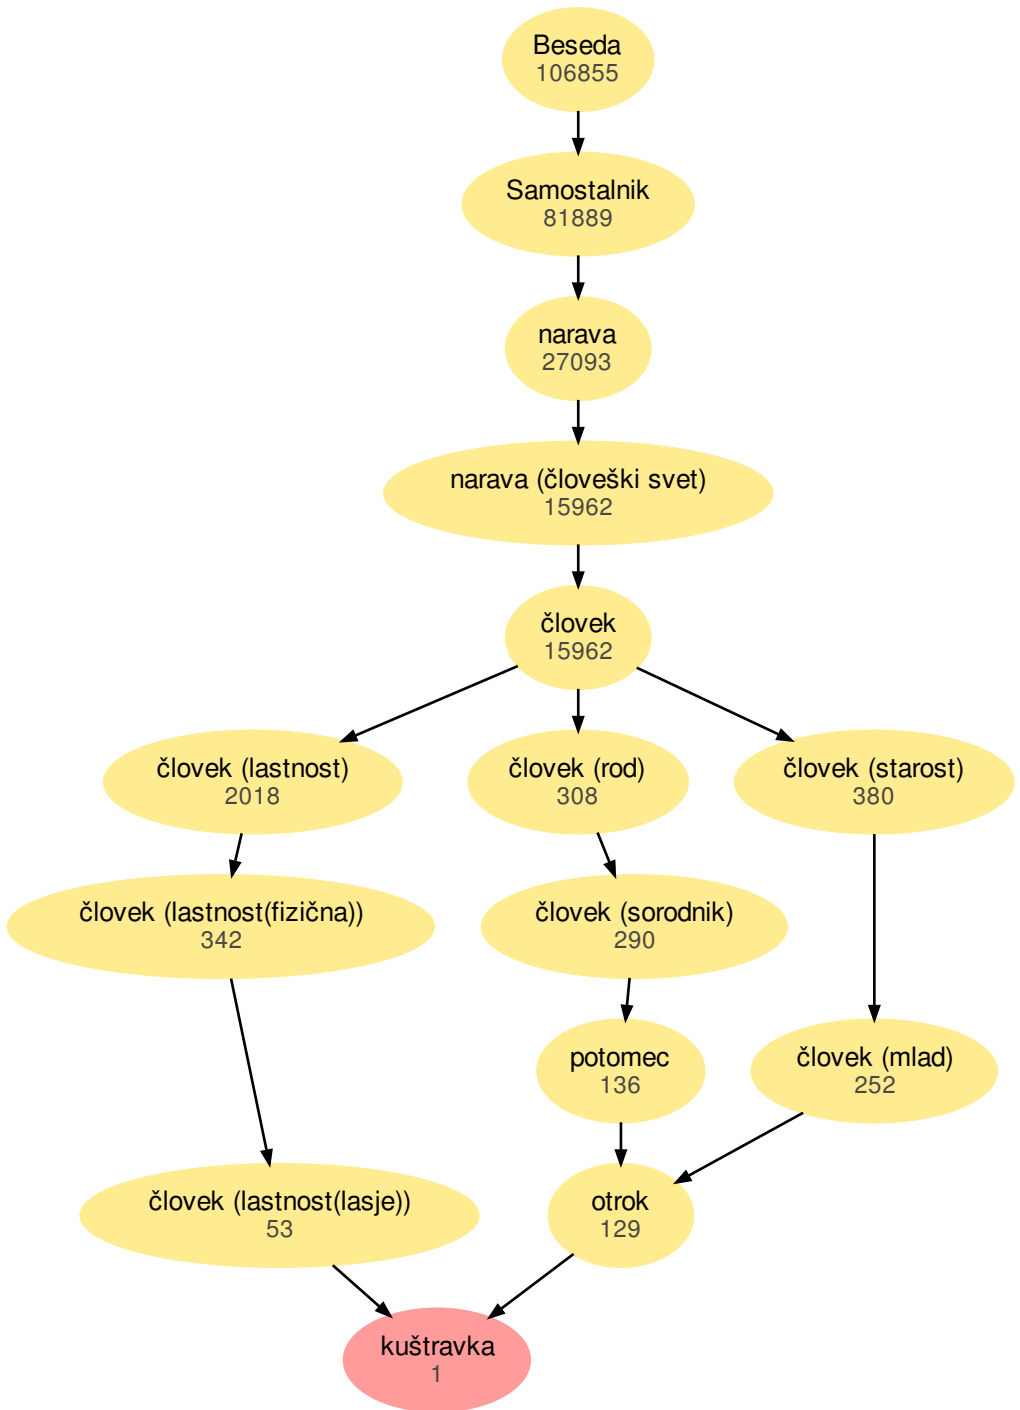 Beseda
106855
Samostalnik
81889
narava
27093
narava (človeški svet)
15962
človek
15962
človek (lastnost)
2018
človek (rod)
308
človek (starost)
380
človek (lastnost(fizična))
342
človek (sorodnik)
290
potomec
136
človek (mlad)
252
človek (lastnost(lasje))
53
otrok
129
kuštravka
1